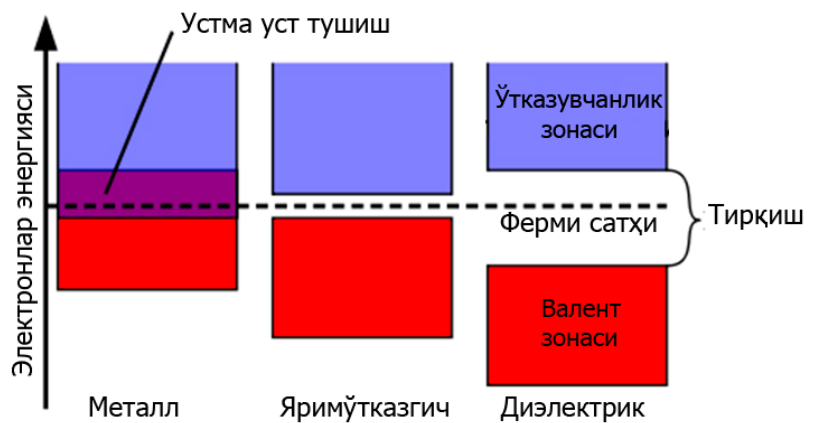 Устма уст тушиш
Электронлар энергияси
Ўтказувчанлик
зонаси
Ферми сатҳи
Тирқиш
Валент
зонаси
Металл
Яримўтказгич
Диэлектрик